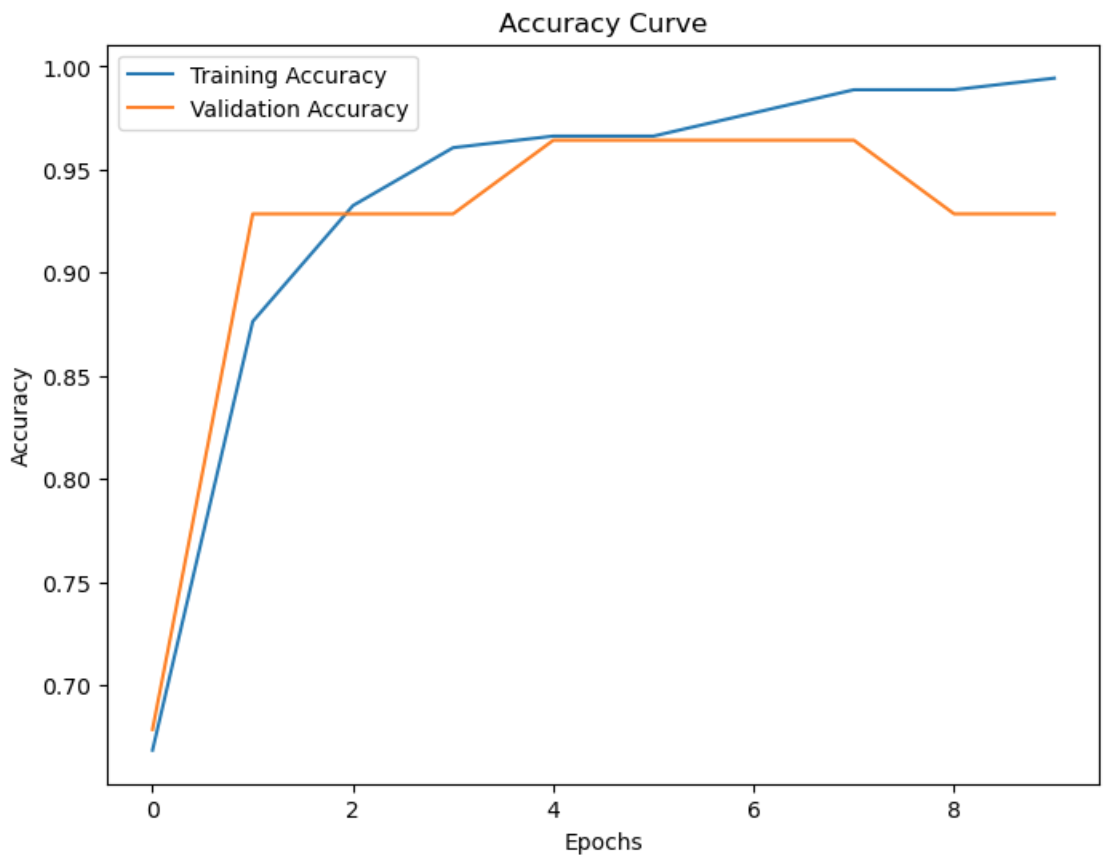 Accuracy Curve
Training Accuracy
Validation Accuracy
1.00
0.95
0.90
0.85
0.80
0.75
0.70
Accuracy
0 2 4 6 8
Epochs